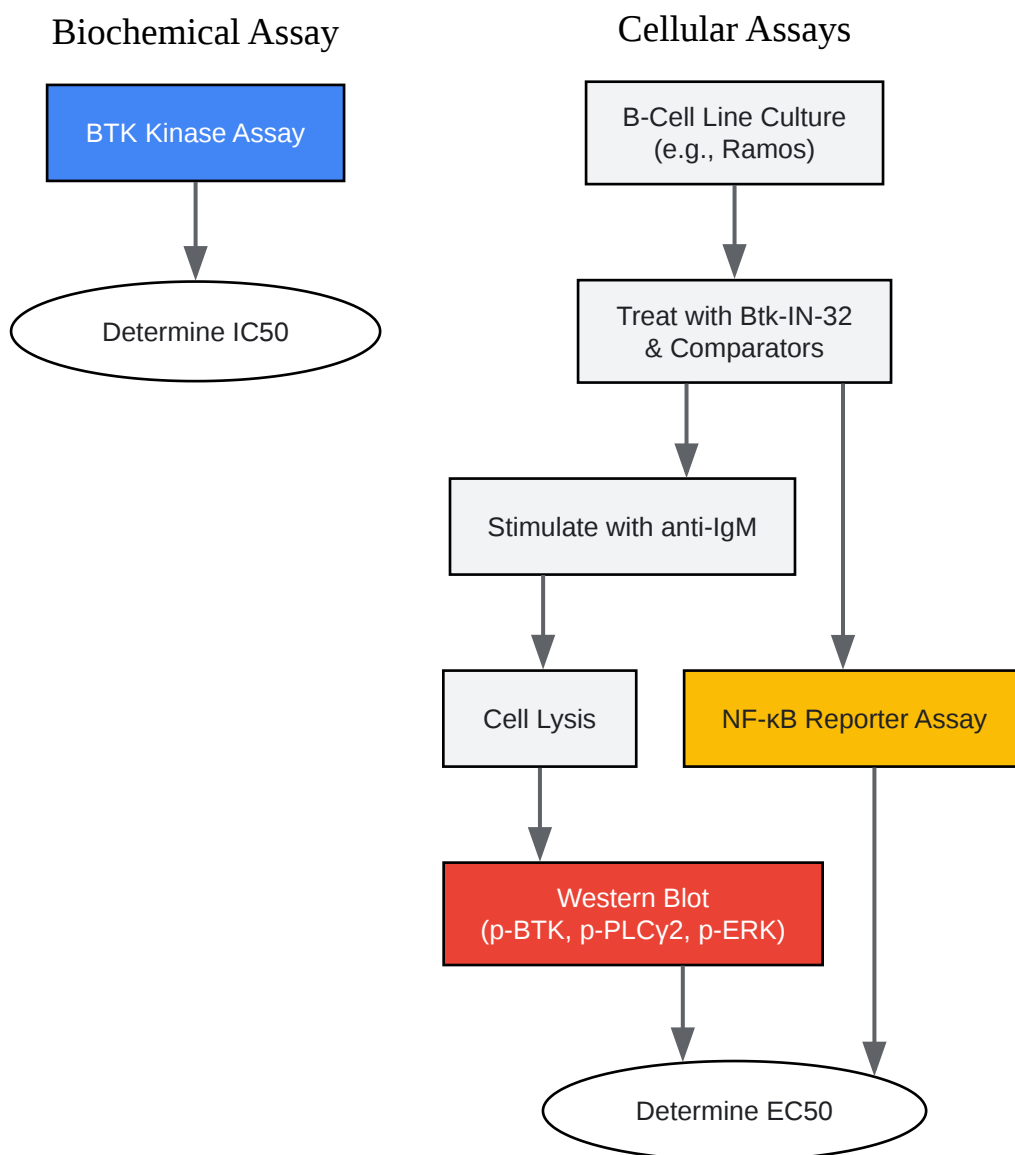 Biochemical Assay
BTK Kinase Assay
Determine IC50
Cellular Assays
B-Cell Line Culture
(e.g., Ramos)
Treat with Btk-IN-32
& Comparators
Stimulate with anti-IgM
Cell Lysis
NF-κB Reporter Assay
Western Blot
(p-BTK, p-PLCγ2, p-ERK)
Determine EC50